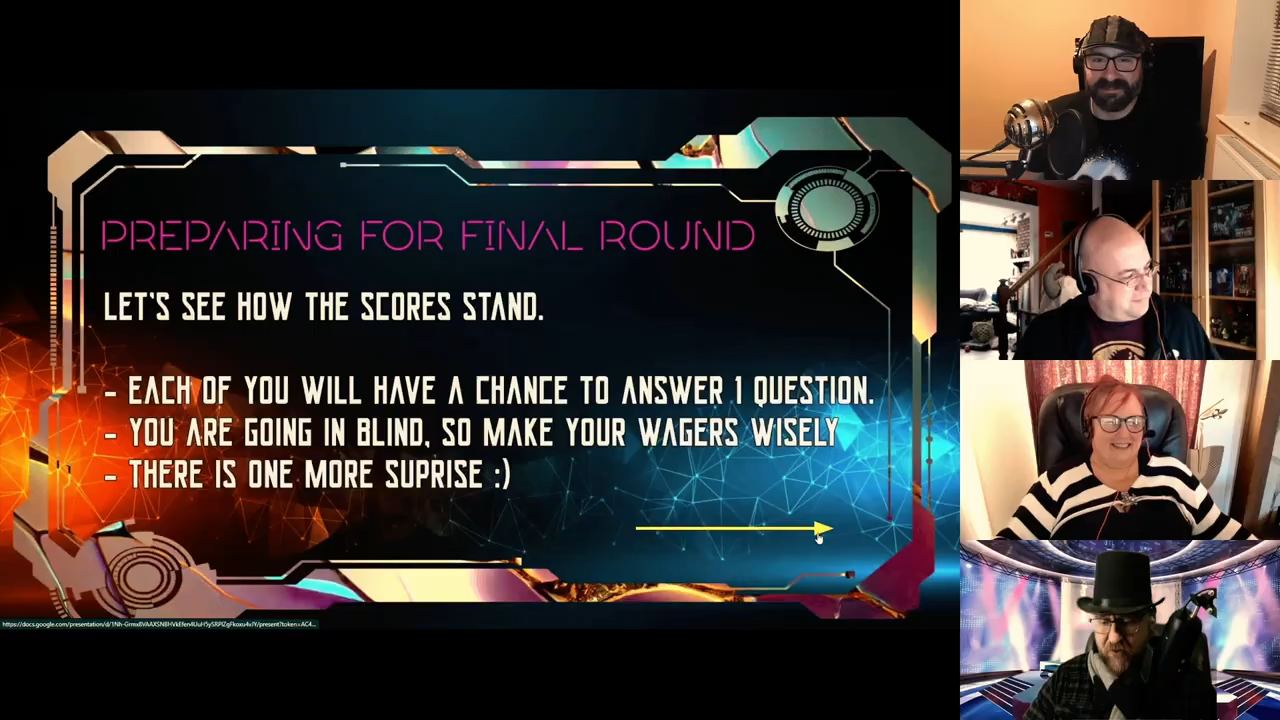 PREPARING FOR FINAL ROUND
LET'S SEE HOW THE SCORES STAND.
- EACH OF YOU WILL HAVE A CHANCE TO ANSWER 1 QUESTION.
- YOU ARE GOING IN BLIND, SO MAKE YOUR WAGERS WISELY
- THERE IS ONE MORE SUPRISE :)